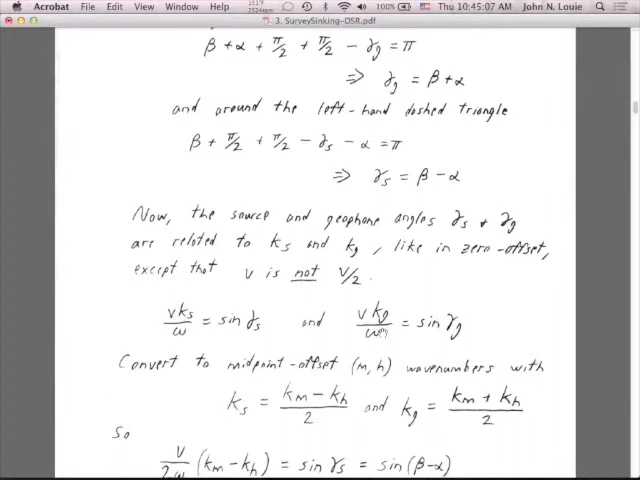 Acrobat File Edit View Window Help 151°F 2324rpm 100% Thu 10:45:07 AM John N. Louie
3. SurveySinking-DSR.pdf
β + α + π/2 + π/2 − γg = π
⇒ γg = β + α
and around the left-hand dashed triangle
β + π/2 + π/2 − γs − α = π
⇒ γs = β − α
Now, the source and geophone angles γs + γg
are related to ks and kg, like in zero-offset,
except that v is not v/2.
vks/ω = sin γs and vkg/ω = sin γg
Convert to midpoint-offset (m, h) wavenumbers with
ks = (km − kh)/2 and kg = (km + kh)/2
So
v/2ω (km − kh) = sin γs = sin(β−α)